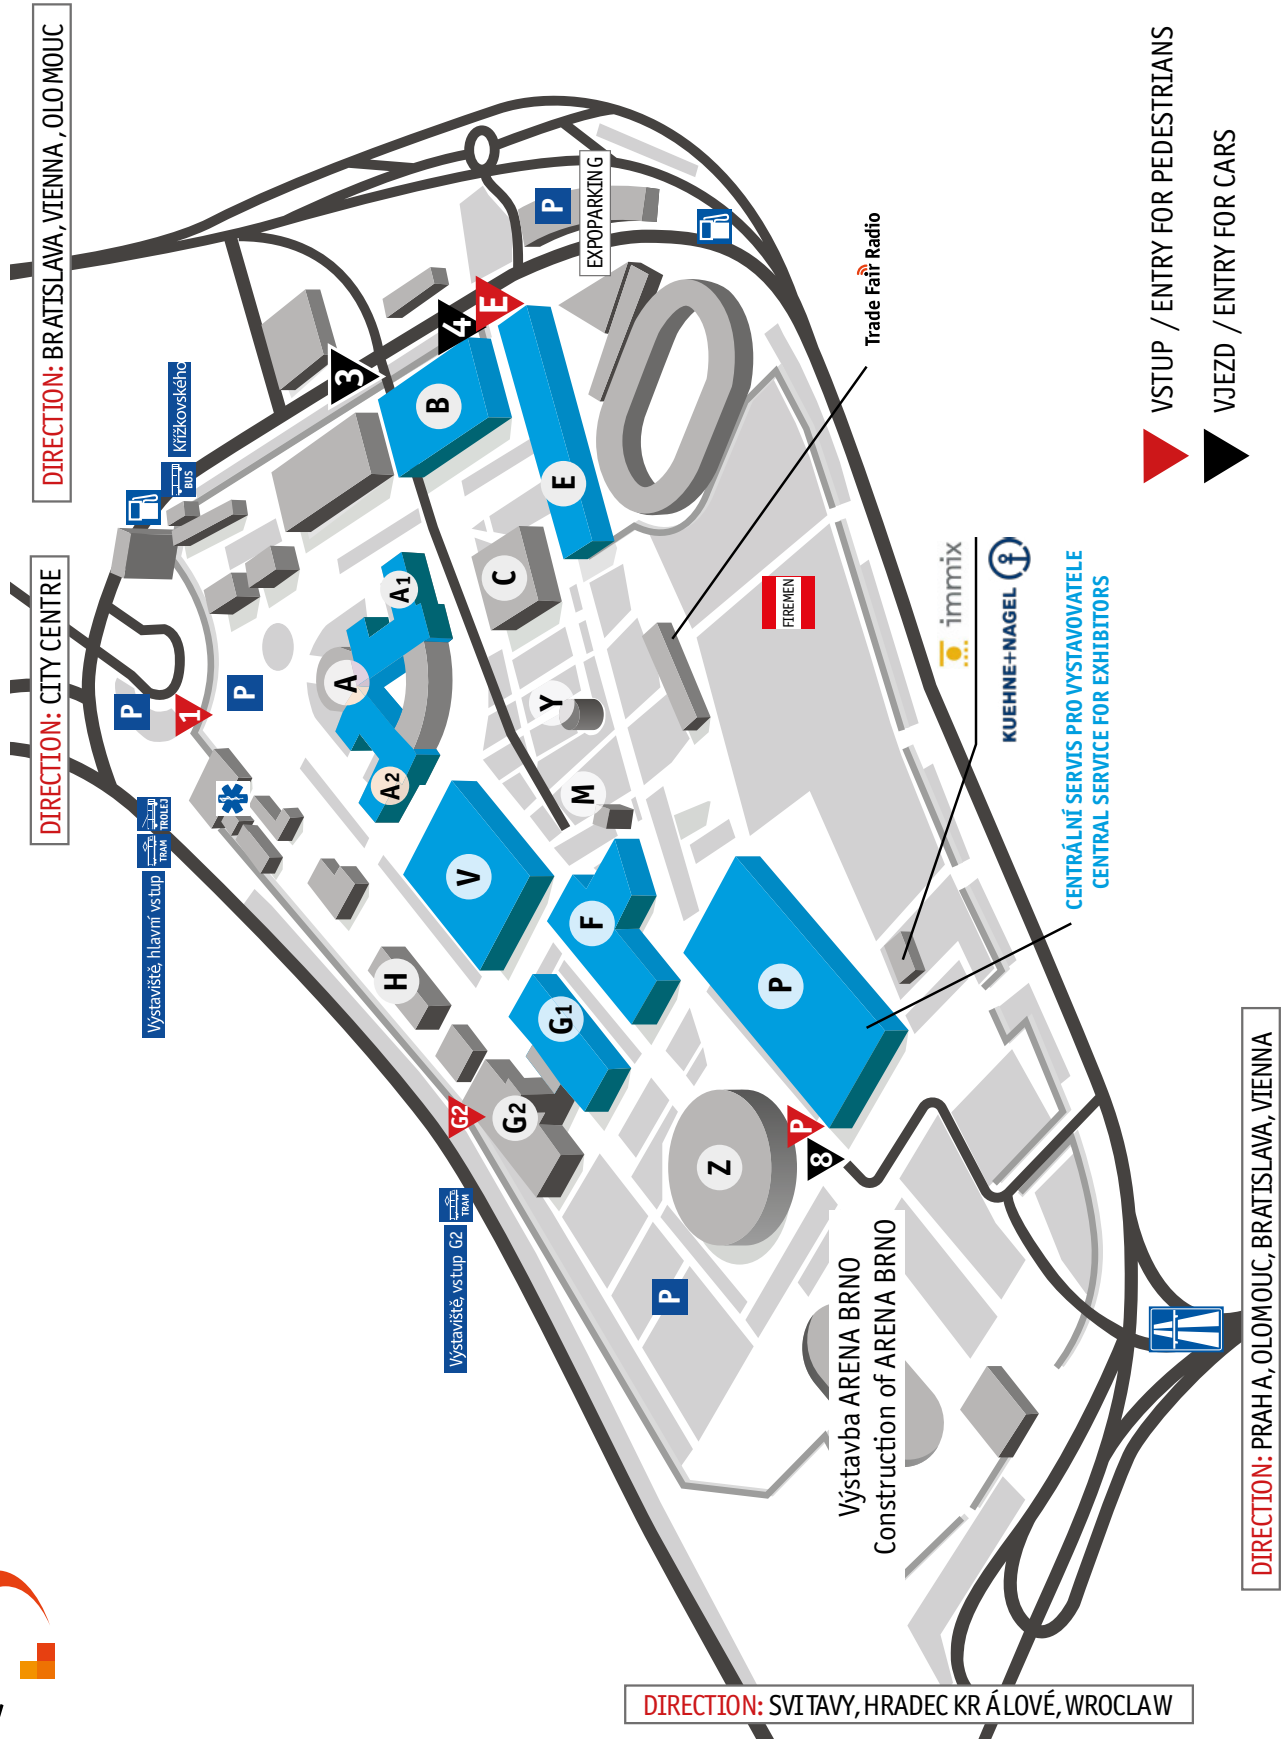 DIRECTION: SVITAVY, HRADEC KRÁLOVÉ, WROCLAW
DIRECTION: CITY CENTRE
DIRECTION: BRATISLAVA, VIENNA, OLOMOUC
DIRECTION: PRAHA, OLOMOUC, BRATISLAVA, VIENNA
Výstaviště, vstup G2
TRAM
Výstaviště, hlavní vstup
TRAM
TROLEJ
Křížkovského
BUS
P
1
P
3
4
E
P
EXPOPARKING
A
A1
A2
B
C
E
V
F
H
G1
G2
G2
M
Y
P
P
8
Z
P
FIREMEN
Trade Fair Radio
immix
KUEHNE+NAGEL
CENTRÁLNÍ SERVIS PRO VYSTAVOVATELE
CENTRAL SERVICE FOR EXHIBITORS
Výstavba ARENA BRNO
Construction of ARENA BRNO
VSTUP / ENTRY FOR PEDESTRIANS
VJEZD / ENTRY FOR CARS